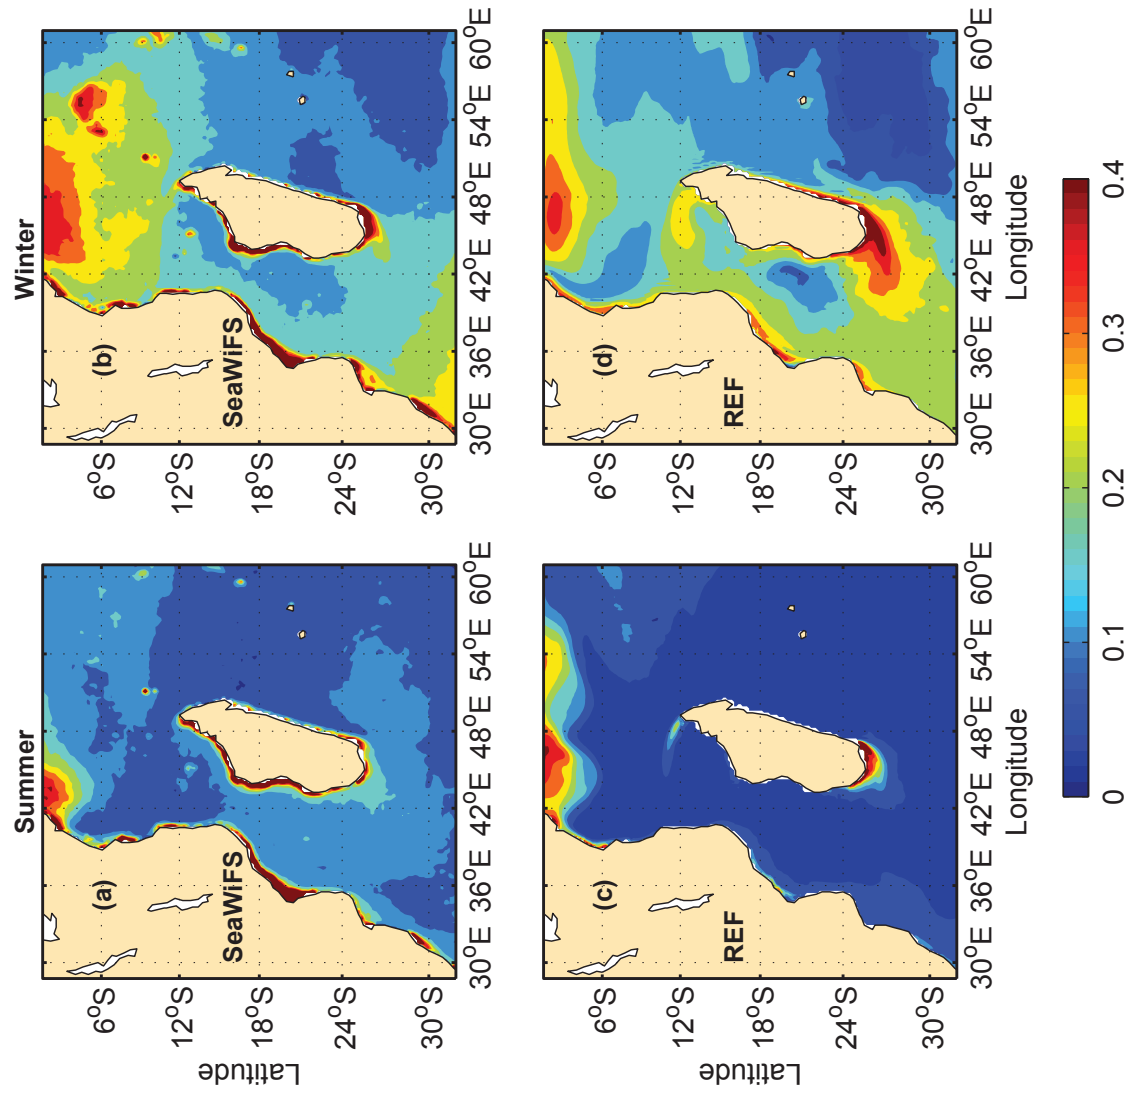 Summer
(a)
SeaWiFS
Latitude
6°S
12°S
18°S
24°S
30°S
30°E 36°E 42°E 48°E 54°E 60°E
Winter
(b)
SeaWiFS
6°S
12°S
18°S
24°S
30°S
30°E 36°E 42°E 48°E 54°E 60°E
(c)
REF
Latitude
6°S
12°S
18°S
24°S
30°S
30°E 36°E 42°E 48°E 54°E 60°E
Longitude
(d)
REF
6°S
12°S
18°S
24°S
30°S
30°E 36°E 42°E 48°E 54°E 60°E
Longitude
0 0.1 0.2 0.3 0.4